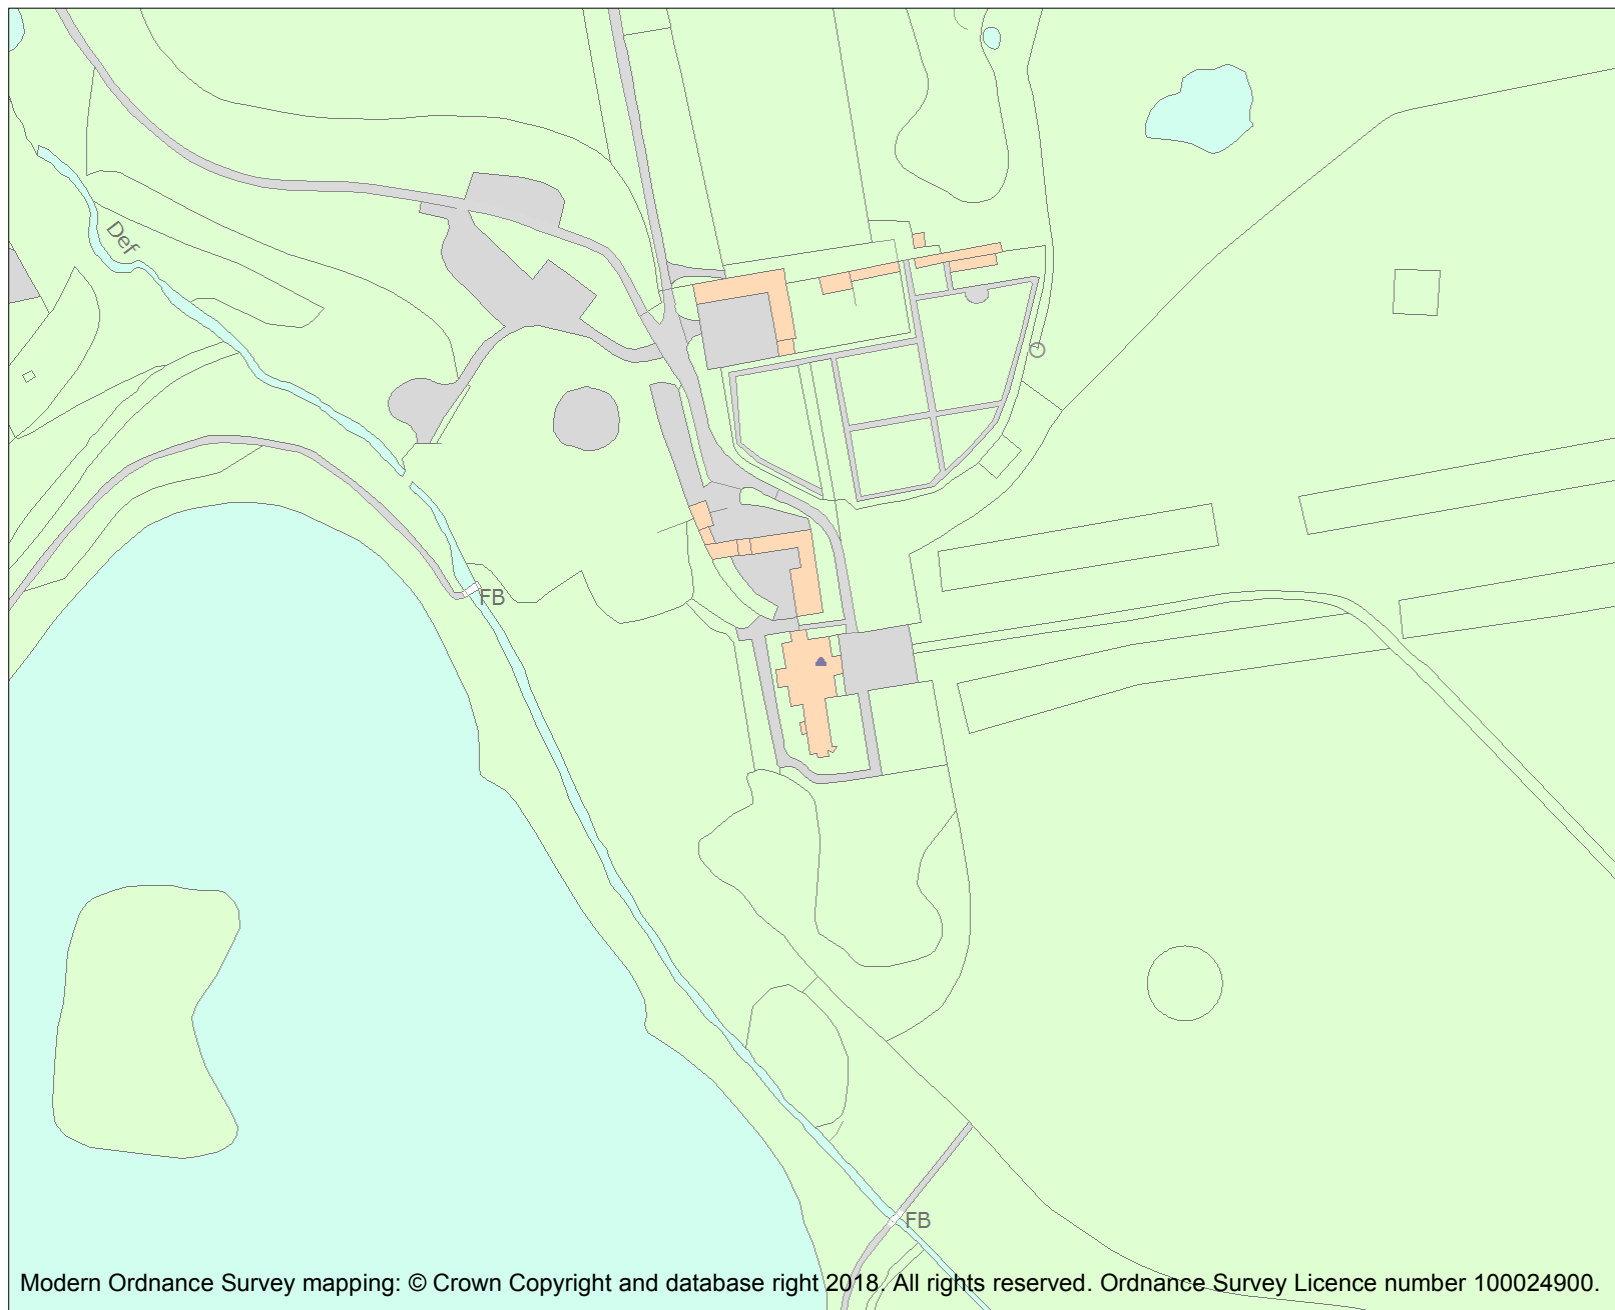 Def
FB
FB
Modern Ordnance Survey mapping: © Crown Copyright and database right 2018. All rights reserved. Ordnance Survey Licence number 100024900.